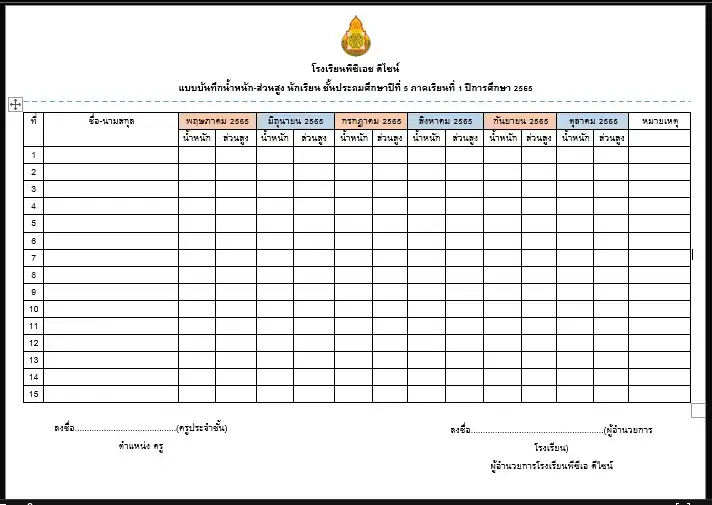 โรงเรียนพีซีเอช ดีไซน์
แบบบันทึกน้ำหนัก-ส่วนสูง นักเรียน ชั้นประถมศึกษาปีที่ 5 ภาคเรียนที่ 1 ปีการศึกษา 2565
ที่ ชื่อ-นามสกุล พฤษภาคม 2565 มิถุนายน 2565 กรกฎาคม 2565 สิงหาคม 2565 กันยายน 2565 ตุลาคม 2565 หมายเหตุ
น้ำหนัก ส่วนสูง น้ำหนัก ส่วนสูง น้ำหนัก ส่วนสูง น้ำหนัก ส่วนสูง น้ำหนัก ส่วนสูง น้ำหนัก ส่วนสูง
1
2
3
4
5
6
7
8
9
10
11
12
13
14
15
ลงชื่อ..........................................(ครูประจำชั้น) ลงชื่อ.......................................................(ผู้อำนวยการ
ตำแหน่ง ครู โรงเรียน)
ผู้อำนวยการโรงเรียนพีซีเอ ดีไซน์